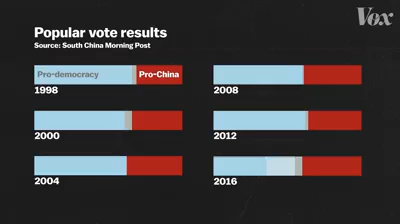 Vox
Popular vote results
Source: South China Morning Post
Pro-democracy Pro-China
1998
2000
2004
2008
2012
2016